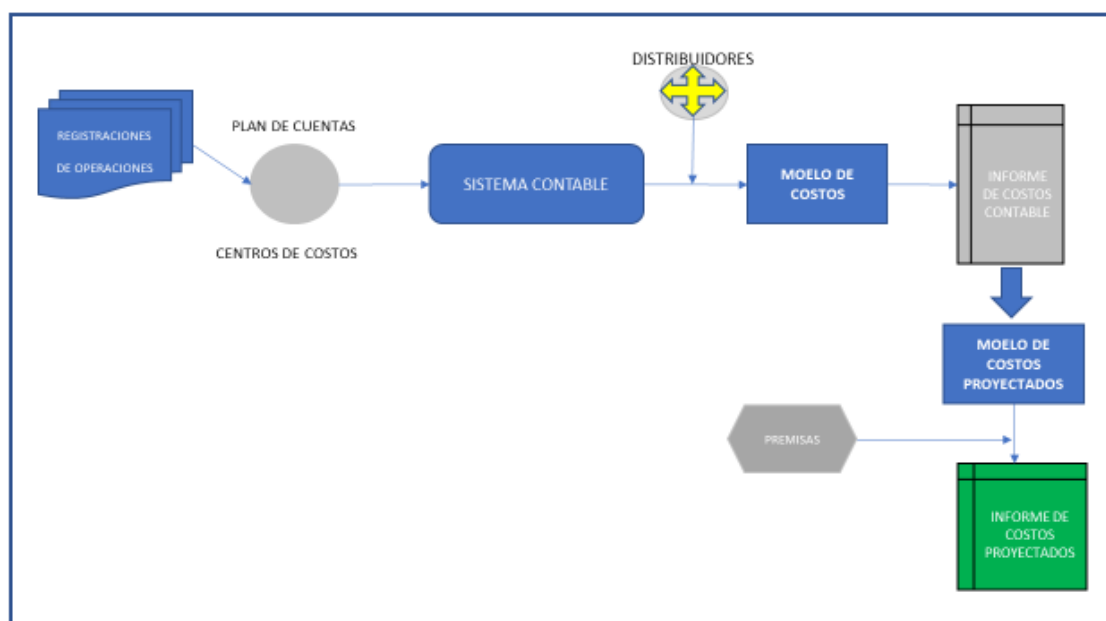 DISTRIBUIDORES
REGISTRACIONES
DE OPERACIONES
PLAN DE CUENTAS
CENTROS DE COSTOS
SISTEMA CONTABLE
MOELO DE
COSTOS
INFORME
DE COSTOS
CONTABLE
MOELO DE
COSTOS
PROYECTADOS
PREMISAS
INFORME DE
COSTOS
PROYECTADOS